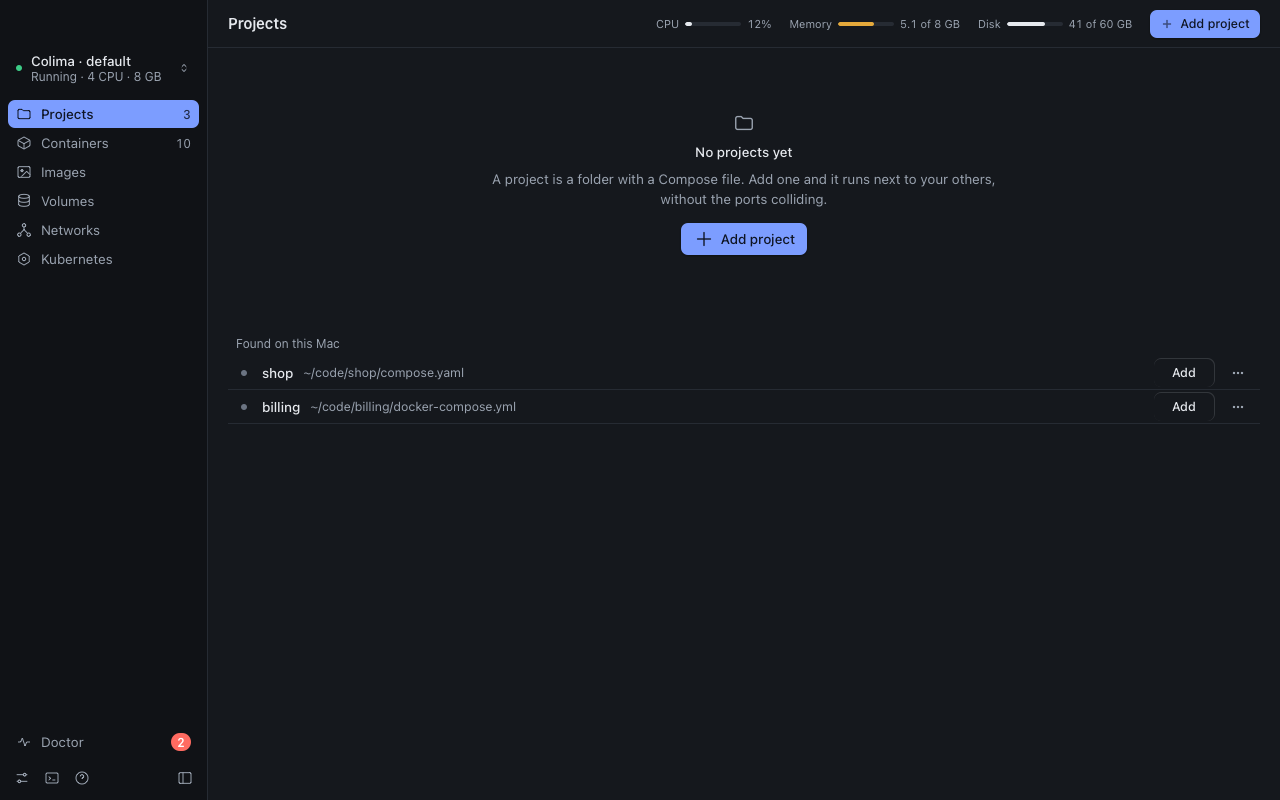 Colima · default
Running · 4 CPU · 8 GB
Projects 3
Containers 10
Images
Volumes
Networks
Kubernetes
Doctor 2
Projects
CPU 12% Memory 5.1 of 8 GB Disk 41 of 60 GB Add project
No projects yet
A project is a folder with a Compose file. Add one and it runs next to your others,
without the ports colliding.
Add project
Found on this Mac
shop ~/code/shop/compose.yaml Add
billing ~/code/billing/docker-compose.yml Add